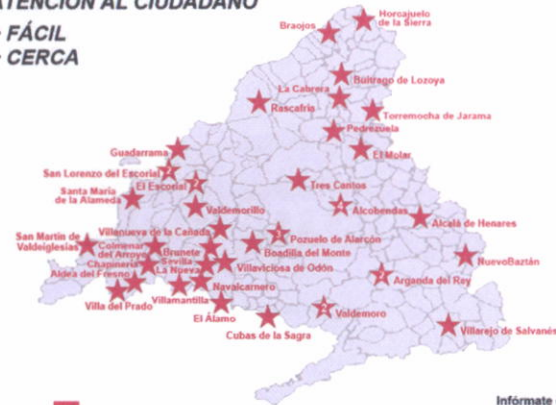 ATENCIÓN AL CIUDADANO
FÁCIL
CERCA
Horcajuelo
de la Sierra
Braojos
Buitrago de Lozoya
La Cabrera
Rascafría
Torremocha de Jarama
Pedrezuela
Guadarrama
El Molar
San Lorenzo del Escorial
El Escorial
Tres Cantos
Santa María
de la Alameda
Valdemorillo
Alcobendas
Alcalá de Henares
Villanueva de la Cañada
Pozuelo de Alarcón
San Martín de
Valdeiglesias
Colmenar
del Arroyo
Brunete
Boadilla del Monte
NuevoBaztán
Chapinería
Sevilla
La Nueva
Villaviciosa de Odón
Aldea del Fresno
Arganda del Rey
Navalcarnero
Villa del Prado
Villamantilla
El Álamo
Valdemoro
Cubas de la Sagra
Villarejo de Salvanés
Infórmate